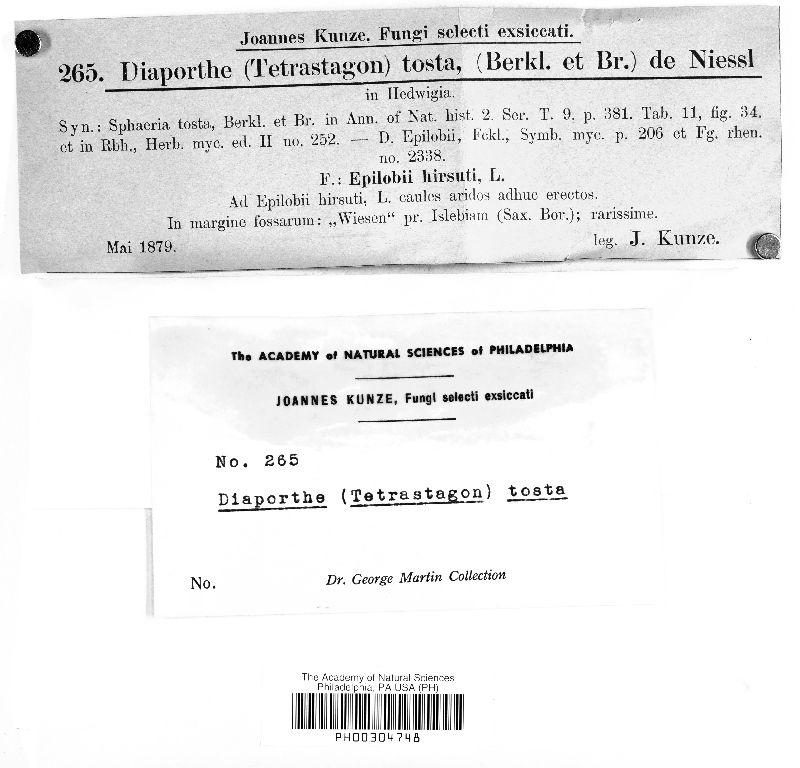 Joannes Kunze. Fungi selecti exsiccati.
265. Diaporthe (Tetrastagon) tosta, (Berkl. et Br.) de Niessl
in Hedwigia.
Syn.: Sphaeria tosta, Berkl. et Br. in Ann. of Nat. hist. 2. Ser. T. 9. p. 381. Tab. 11, fig. 34.
et in Rbh., Herb. myc. ed. II no. 252. — D. Epilobii, Fckl., Symb. myc. p. 206 et Fg. rhen.
no. 2338.
F.: Epilobii hirsuti, L.
Ad Epilobii hirsuti, L. caules aridos adhuc erectos.
In margine fossarum: „Wiesen“ pr. Islebiam (Sax. Bor.); rarissime.
Mai 1879. leg. J. Kunze.
The ACADEMY of NATURAL SCIENCES of PHILADELPHIA
JOANNES KUNZE, Fungi selecti exsiccati
No. 265
Diaporthe (Tetrastagon) tosta
No. Dr. George Martin Collection
The Academy of Natural Sciences
Philadelphia, PA USA (PH)
PH00304748